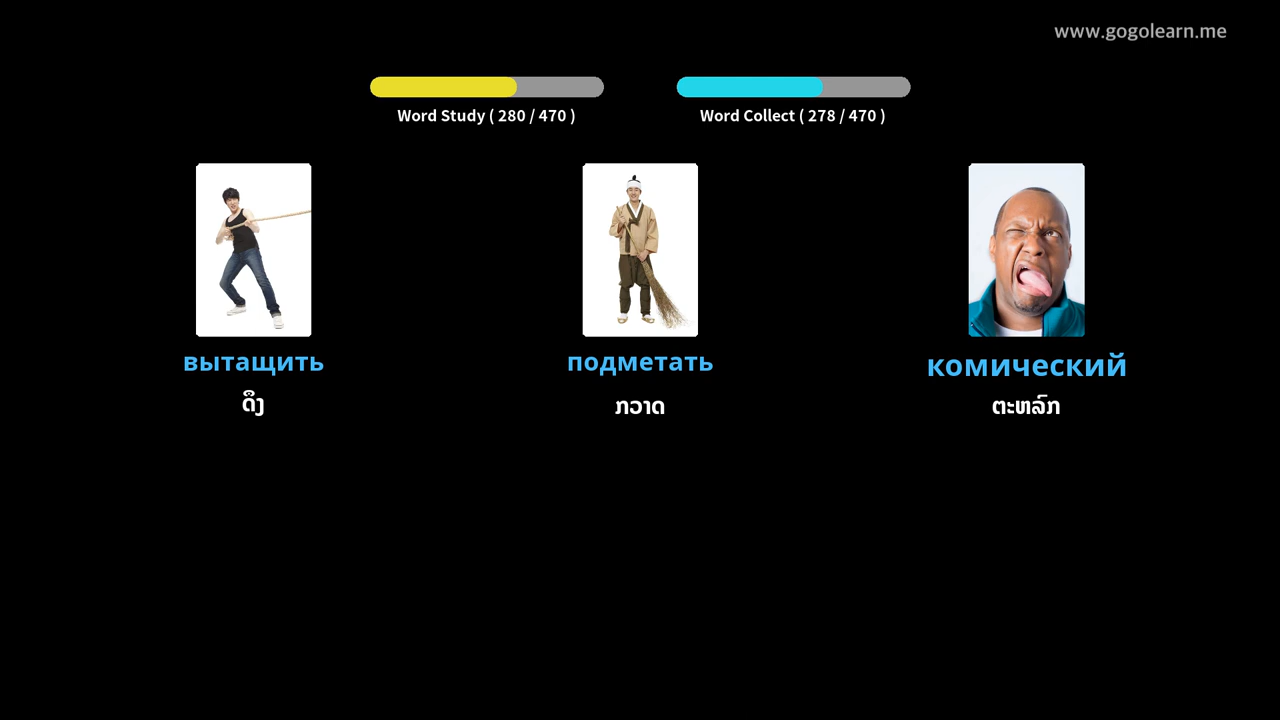 www.gogolearn.me
Word Study ( 280 / 470 )
Word Collect ( 278 / 470 )
вытащить
подметать
комический
ດຶງ
ກວາດ
ຕະຫລົກ